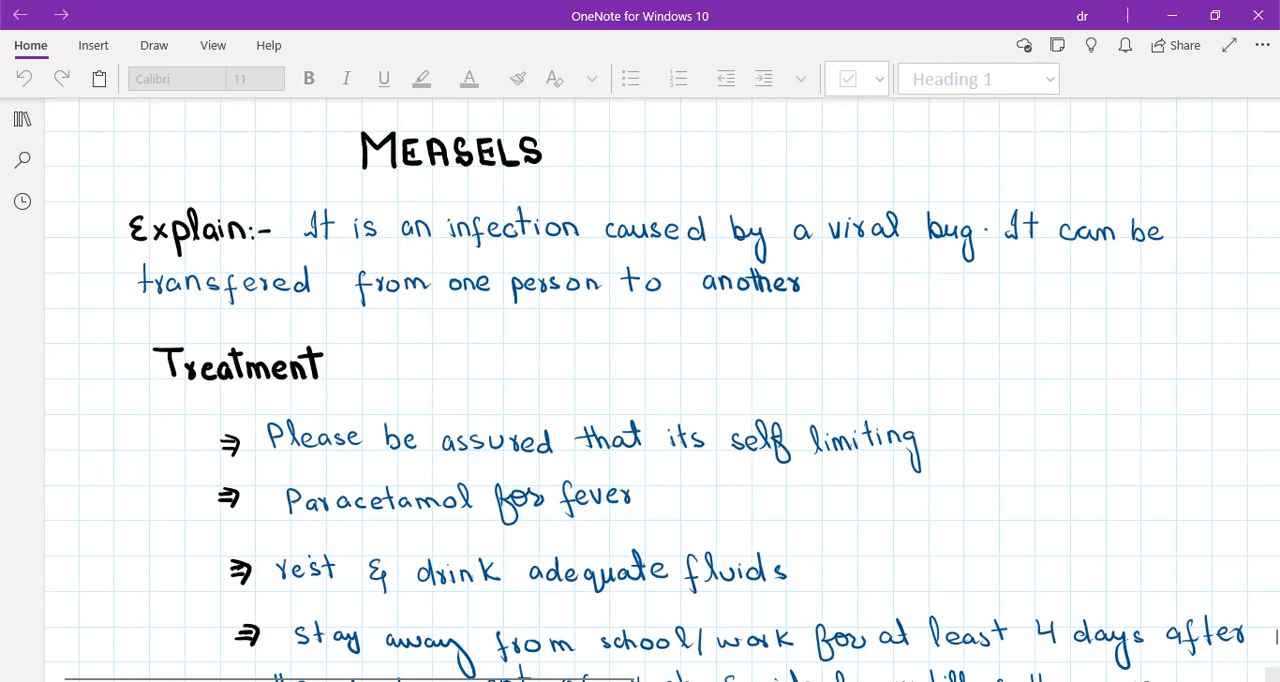 OneNote for Windows 10
dr
Home Insert Draw View Help
Share
Calibri 11 B I U A Heading 1
MEASELS
Explain:- It is an infection caused by a viral bug. It can be
transfered from one person to another
Treatment
⇒ Please be assured that its self limiting
⇒ Paracetamol for fever
⇒ rest & drink adequate fluids
⇒ stay away from school/work for at least 4 days after